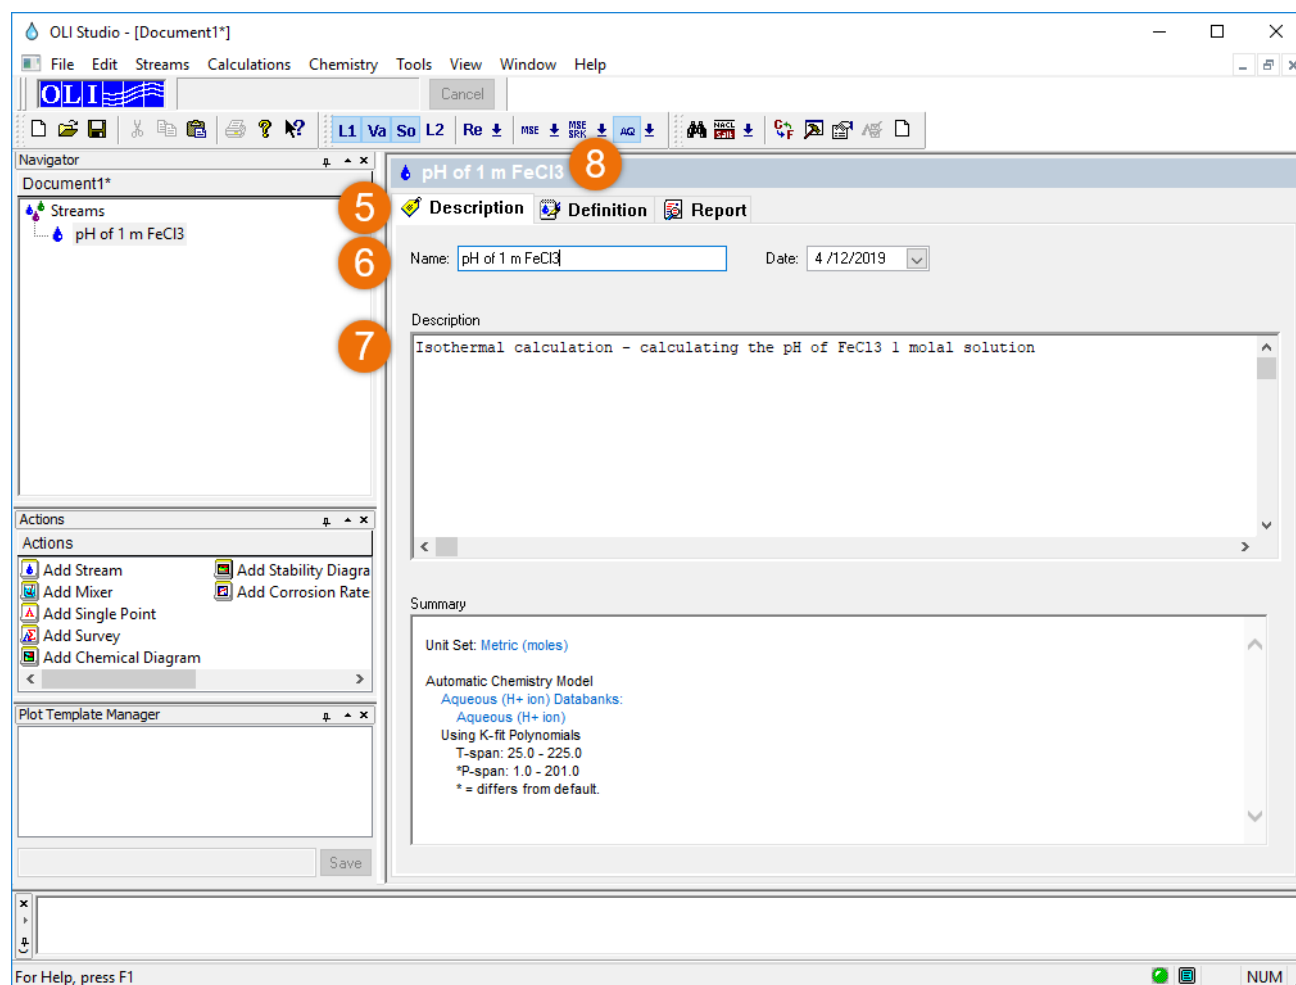 OLI Studio - [Document1*]
File Edit Streams Calculations Chemistry Tools View Window Help
OLI
Cancel
L1 Va So L2 Re MSE MSE SRK AQ NACL Salt C F
Navigator
Document1*
Streams
pH of 1 m FeCl3
8
pH of 1 m FeCl3
5
Description Definition Report
6
Name: pH of 1 m FeCl3 Date: 4 /12/2019
Description
7
Isothermal calculation - calculating the pH of FeCl3 1 molal solution
Actions
Actions
Add Stream Add Stability Diagra
Add Mixer Add Corrosion Rate
Add Single Point
Add Survey
Add Chemical Diagram
Summary
Unit Set: Metric (moles)
Automatic Chemistry Model
Aqueous (H+ ion) Databanks:
Aqueous (H+ ion)
Using K-fit Polynomials
T-span: 25.0 - 225.0
*P-span: 1.0 - 201.0
* = differs from default.
Plot Template Manager
Save
For Help, press F1
NUM